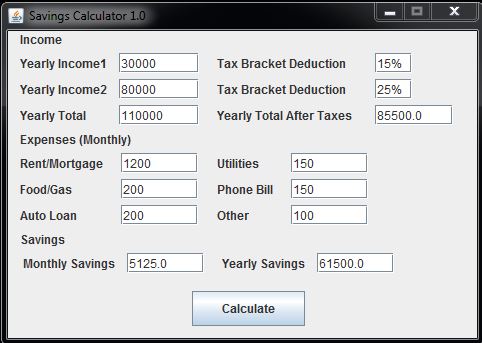 Savings Calculator 1.0
Income
Yearly Income1 30000 Tax Bracket Deduction 15%
Yearly Income2 80000 Tax Bracket Deduction 25%
Yearly Total 110000 Yearly Total After Taxes 85500.0
Expenses (Monthly)
Rent/Mortgage 1200 Utilities 150
Food/Gas 200 Phone Bill 150
Auto Loan 200 Other 100
Savings
Monthly Savings 5125.0 Yearly Savings 61500.0
Calculate